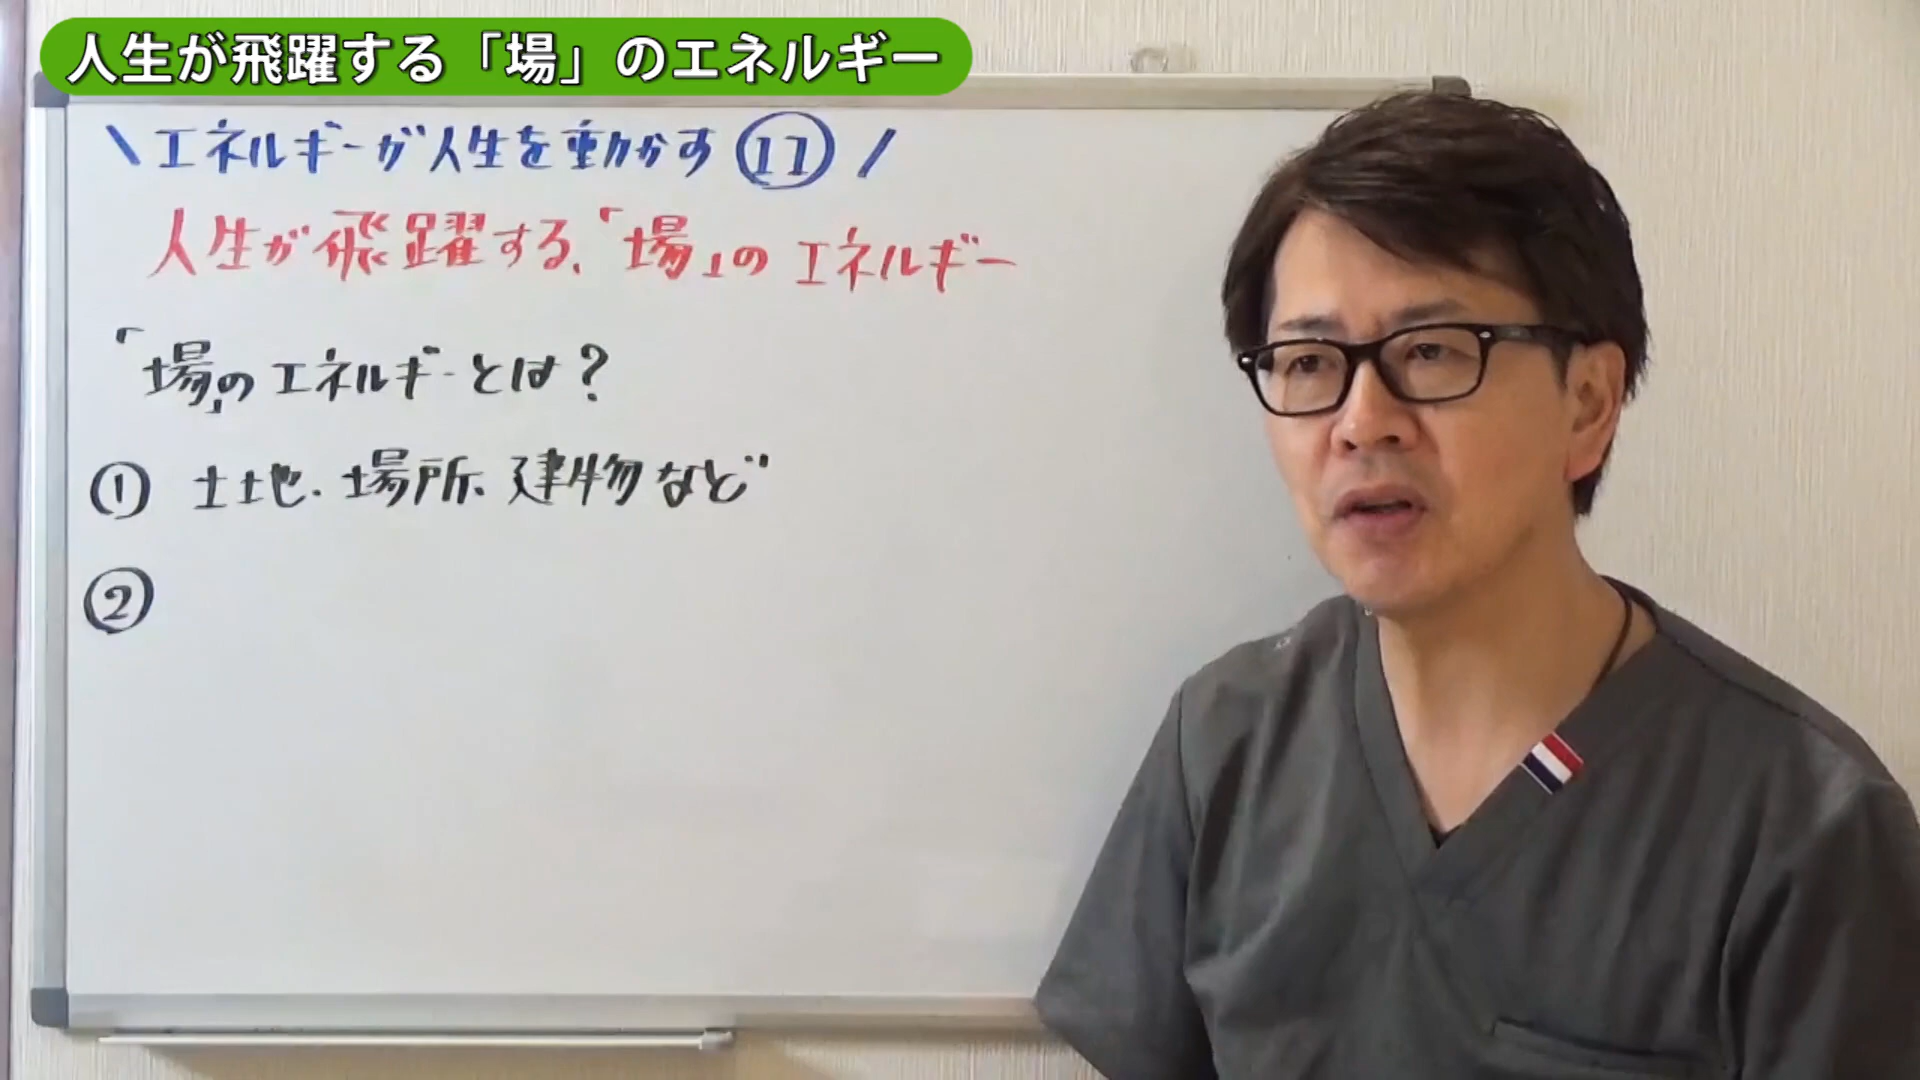 人生が飛躍する「場」のエネルギー
\エネルギーが人生を動かす⑪/
人生が飛躍する、「場」の エネルギー
「場」の エネルギーとは?
① 土地、場所、建物など
②